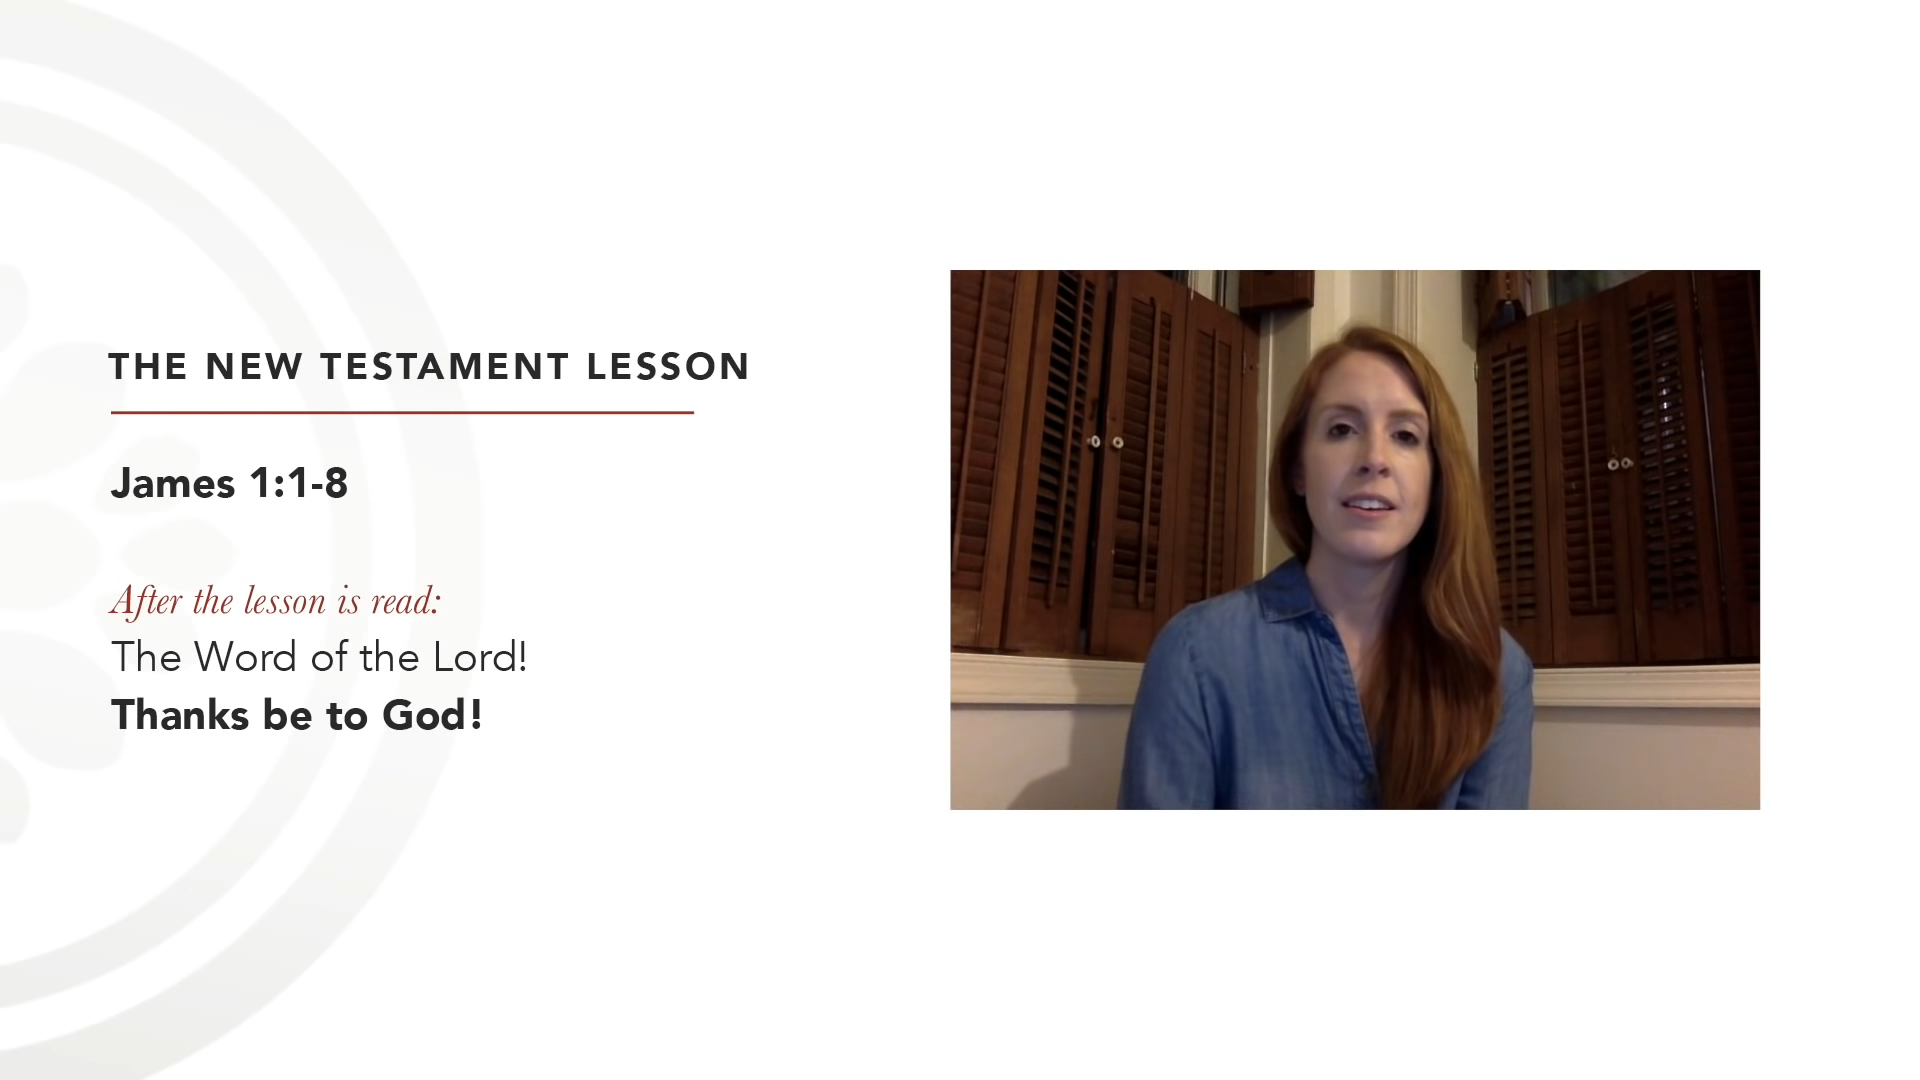 THE NEW TESTAMENT LESSON
James 1:1-8
After the lesson is read:
The Word of the Lord!
Thanks be to God!